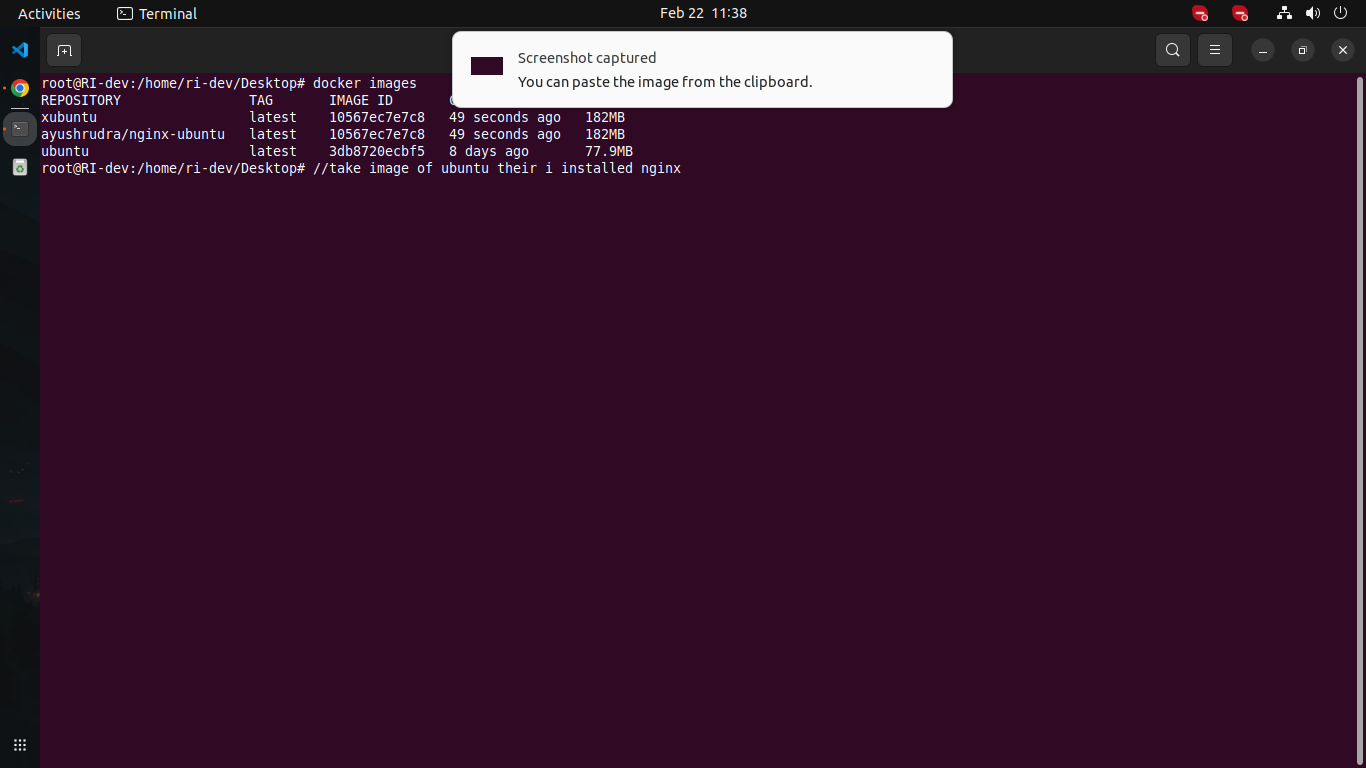 Activities Terminal Feb 22 11:38
Screenshot captured
You can paste the image from the clipboard.
root@RI-dev:/home/ri-dev/Desktop# docker images
REPOSITORY TAG IMAGE ID
xubuntu latest 10567ec7e7c8 49 seconds ago 182MB
ayushrudra/nginx-ubuntu latest 10567ec7e7c8 49 seconds ago 182MB
ubuntu latest 3db8720ecbf5 8 days ago 77.9MB
root@RI-dev:/home/ri-dev/Desktop# //take image of ubuntu their i installed nginx